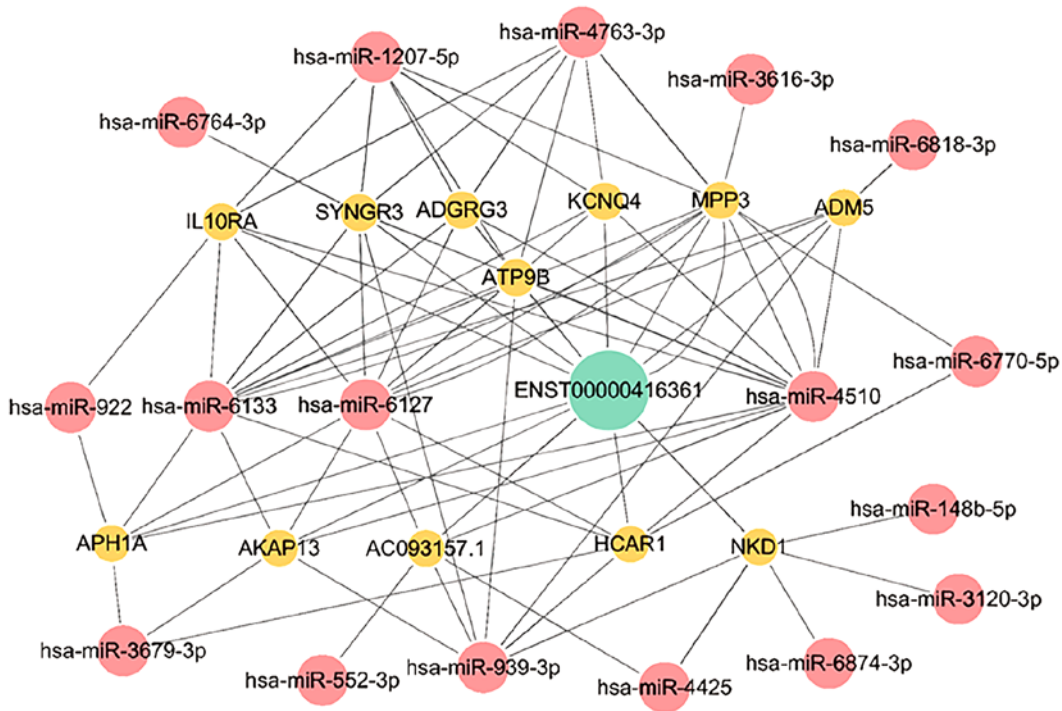 hsa-miR-4763-3p
hsa-miR-1207-5p
hsa-miR-3616-3p
hsa-miR-6764-3p
hsa-miR-6818-3p
IL10RA
SYNGR3
ADGRG3
KCNQ4
MPP3
ADM5
ATP9B
hsa-miR-6770-5p
hsa-miR-922
hsa-miR-6133
hsa-miR-6127
ENST00000416361
hsa-miR-4510
hsa-miR-148b-5p
APH1A
AKAP13
AC093157.1
HCAR1
NKD1
hsa-miR-3120-3p
hsa-miR-3679-3p
hsa-miR-552-3p
hsa-miR-939-3p
hsa-miR-4425
hsa-miR-6874-3p